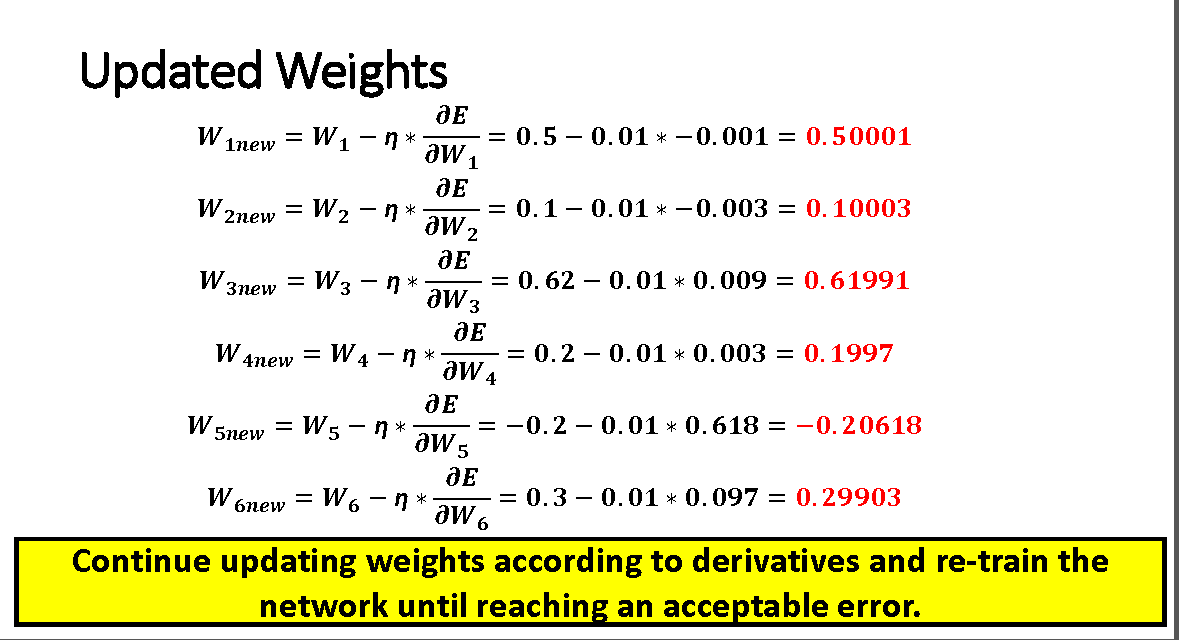 Updated Weights
W₁ₙₑw = W₁ − η * ∂E/∂W₁ = 0.5 − 0.01 * −0.001 = 0.50001
W₂ₙₑw = W₂ − η * ∂E/∂W₂ = 0.1 − 0.01 * −0.003 = 0.10003
W₃ₙₑw = W₃ − η * ∂E/∂W₃ = 0.62 − 0.01 * 0.009 = 0.61991
W₄ₙₑw = W₄ − η * ∂E/∂W₄ = 0.2 − 0.01 * 0.003 = 0.1997
W₅ₙₑw = W₅ − η * ∂E/∂W₅ = −0.2 − 0.01 * 0.618 = −0.20618
W₆ₙₑw = W₆ − η * ∂E/∂W₆ = 0.3 − 0.01 * 0.097 = 0.29903
Continue updating weights according to derivatives and re-train the
network until reaching an acceptable error.